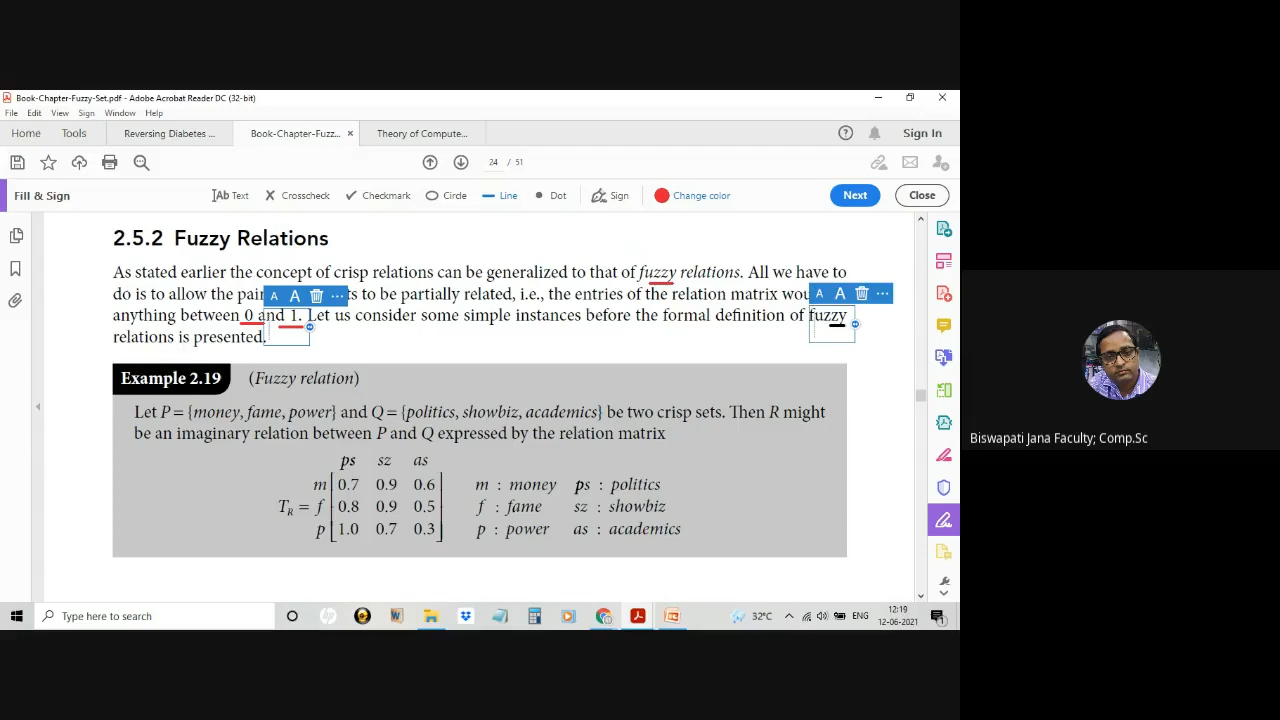 Book-Chapter-Fuzzy-Set.pdf - Adobe Acrobat Reader DC (32-bit)
File Edit View Sign Window Help
Home Tools Reversing Diabetes ... Book-Chapter-Fuzz... × Theory of Compute... Sign In
24 / 51
Fill & Sign Ab Text Crosscheck Checkmark Circle Line Dot Sign Change color Next Close
2.5.2 Fuzzy Relations
As stated earlier the concept of crisp relations can be generalized to that of fuzzy relations. All we have to
do is to allow the pair ts to be partially related, i.e., the entries of the relation matrix wou
A A ... A A ...
anything between 0 and 1. Let us consider some simple instances before the formal definition of fuzzy
relations is presented.
Example 2.19 (Fuzzy relation)
Let P = {money, fame, power} and Q = {politics, showbiz, academics} be two crisp sets. Then R might
be an imaginary relation between P and Q expressed by the relation matrix
ps sz as
m 0.7 0.9 0.6 m : money ps : politics
T_R = f 0.8 0.9 0.5 f : fame sz : showbiz
p 1.0 0.7 0.3 p : power as : academics
Biswapati Jana Faculty; Comp.Sc
Type here to search 32°C ENG 12:19
12-06-2021